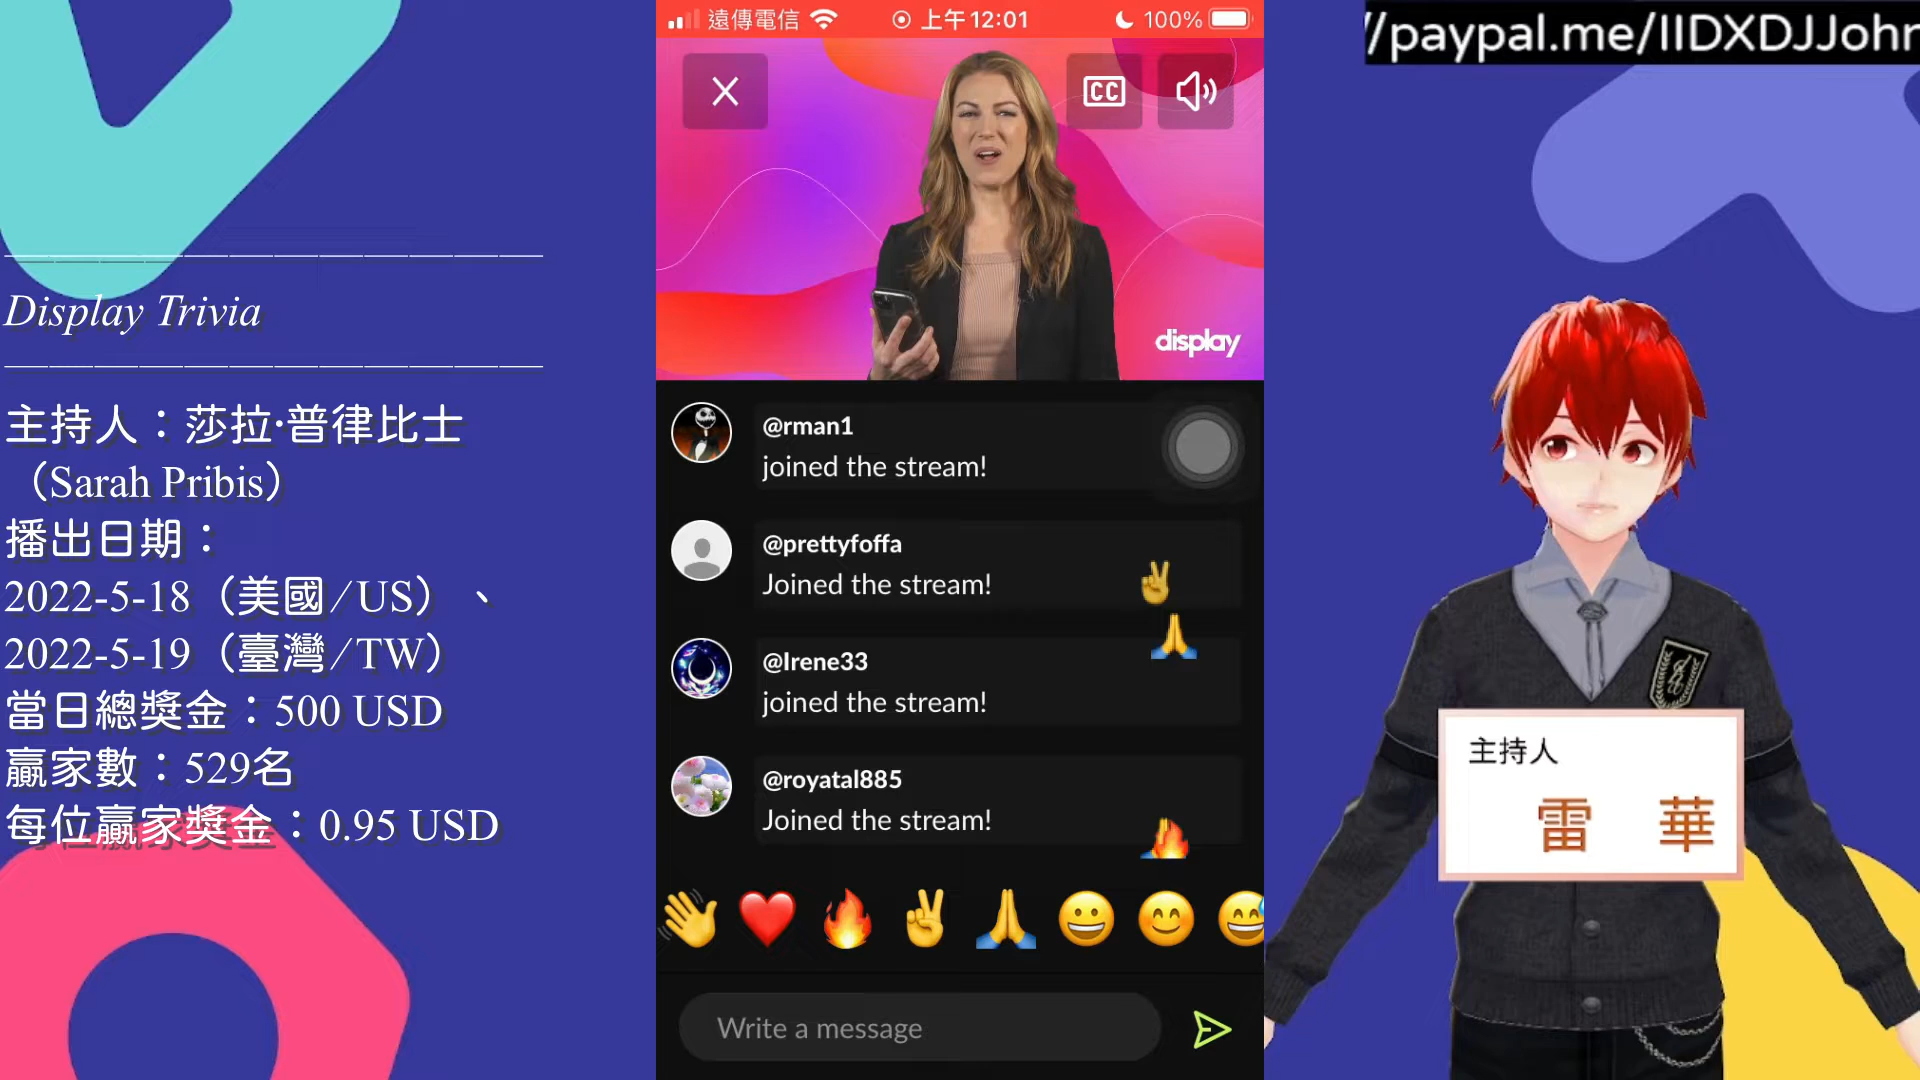 Display Trivia
主持人：莎拉·普律比士
（Sarah Pribis）
播出日期：
2022-5-18（美國/US）、
2022-5-19（臺灣/TW）
當日總獎金：500 USD
贏家數：529名
每位贏家獎金：0.95 USD
遠傳電信 上午12:01 100%
CC
display
@rman1
joined the stream!
@prettyfoffa
Joined the stream!
@Irene33
joined the stream!
@royatal885
Joined the stream!
Write a message
/paypal.me/IIDXDJJohn
主持人
雷 華